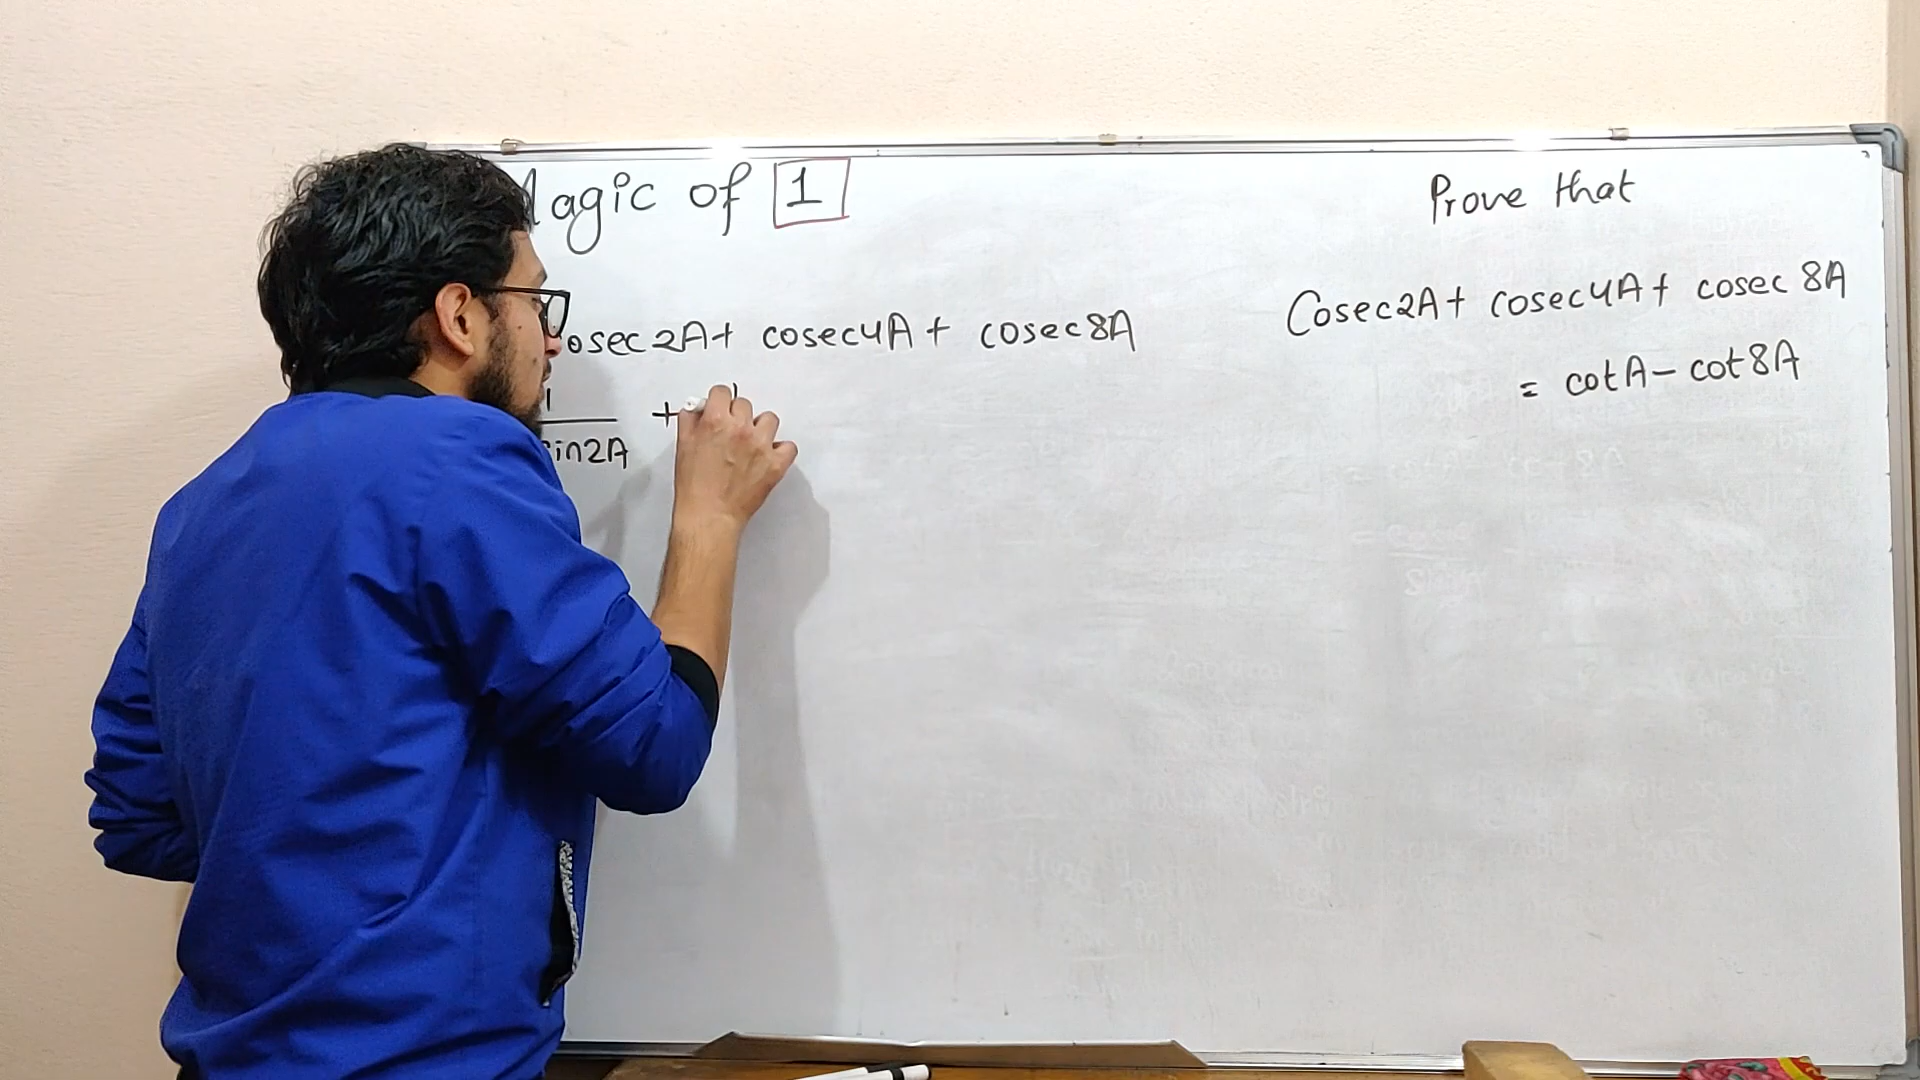 agic of 1
osec2A + cosec4A + cosec8A
1
in2A
+
Prove that
Cosec2A + cosec4A + cosec 8A
= cotA - cot8A